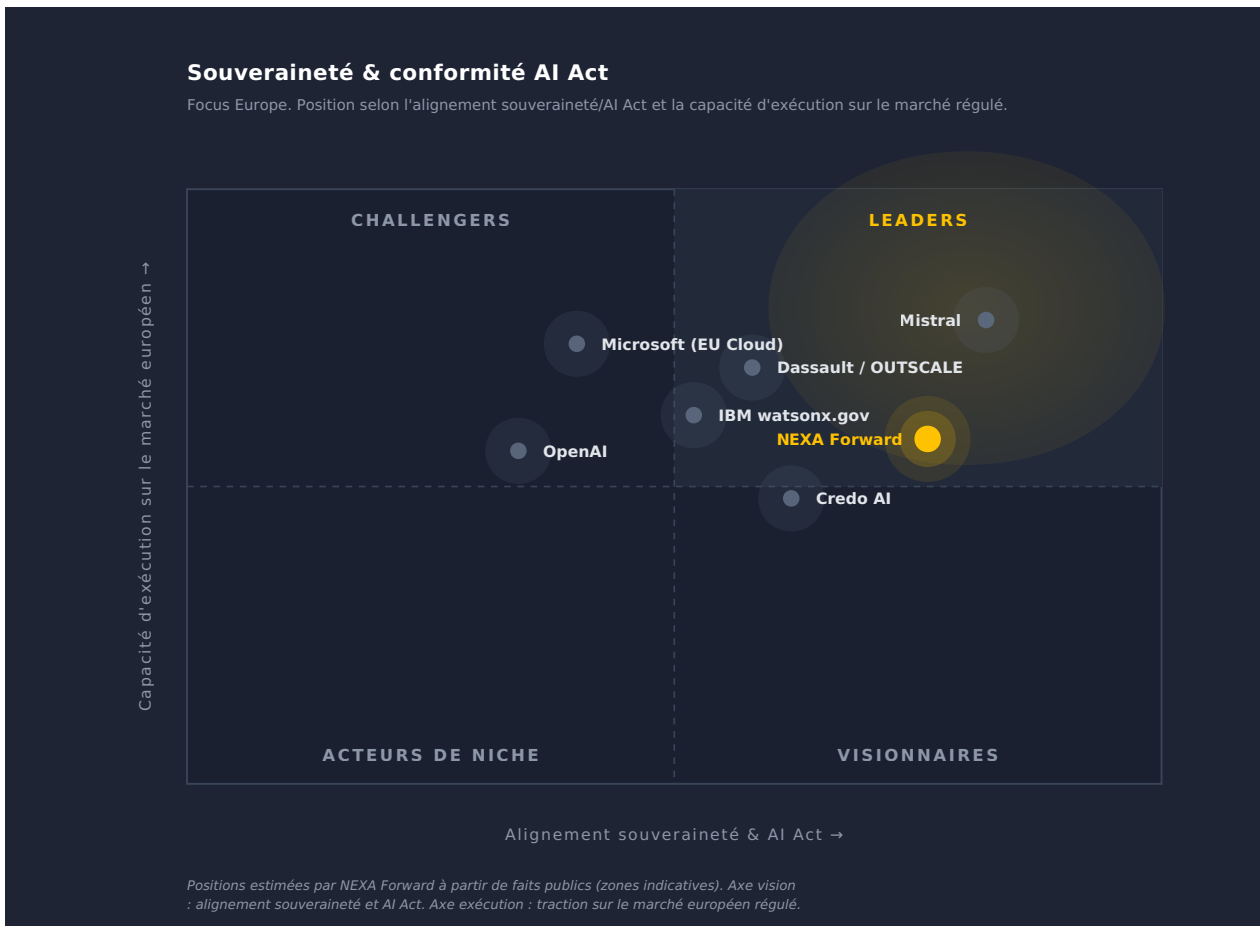 Souveraineté & conformité AI Act
Focus Europe. Position selon l'alignement souveraineté/AI Act et la capacité d'exécution sur le marché régulé.
CHALLENGERS
LEADERS
Capacité d'exécution sur le marché européen →
Mistral
Microsoft (EU Cloud)
Dassault / OUTSCALE
IBM watsonx.gov
NEXA Forward
OpenAI
Credo AI
ACTEURS DE NICHE
VISIONNAIRES
Alignement souveraineté & AI Act →
Positions estimées par NEXA Forward à partir de faits publics (zones indicatives). Axe vision
: alignement souveraineté et AI Act. Axe exécution : traction sur le marché européen régulé.